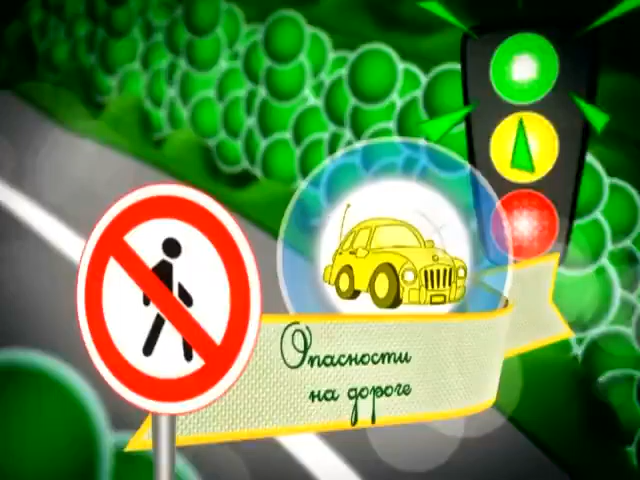 Опасности
на дороге